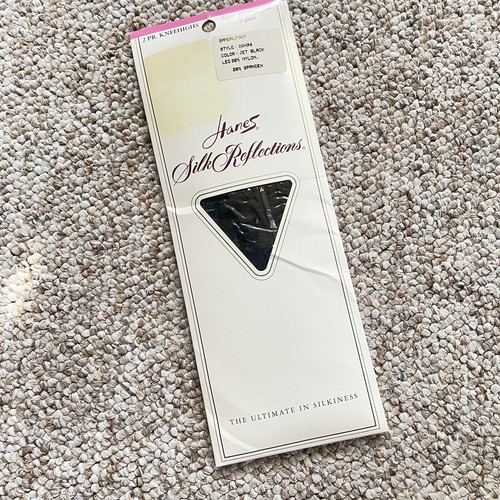 2 PR. KNEEHIGHS
SANDALFOOT
STYLE: 00HP0
COLOR: JET BLACK
LEG 80% NYLON,
20% SPANDEX
Hanes®
Silk Reflections®
THE ULTIMATE IN SILKINESS